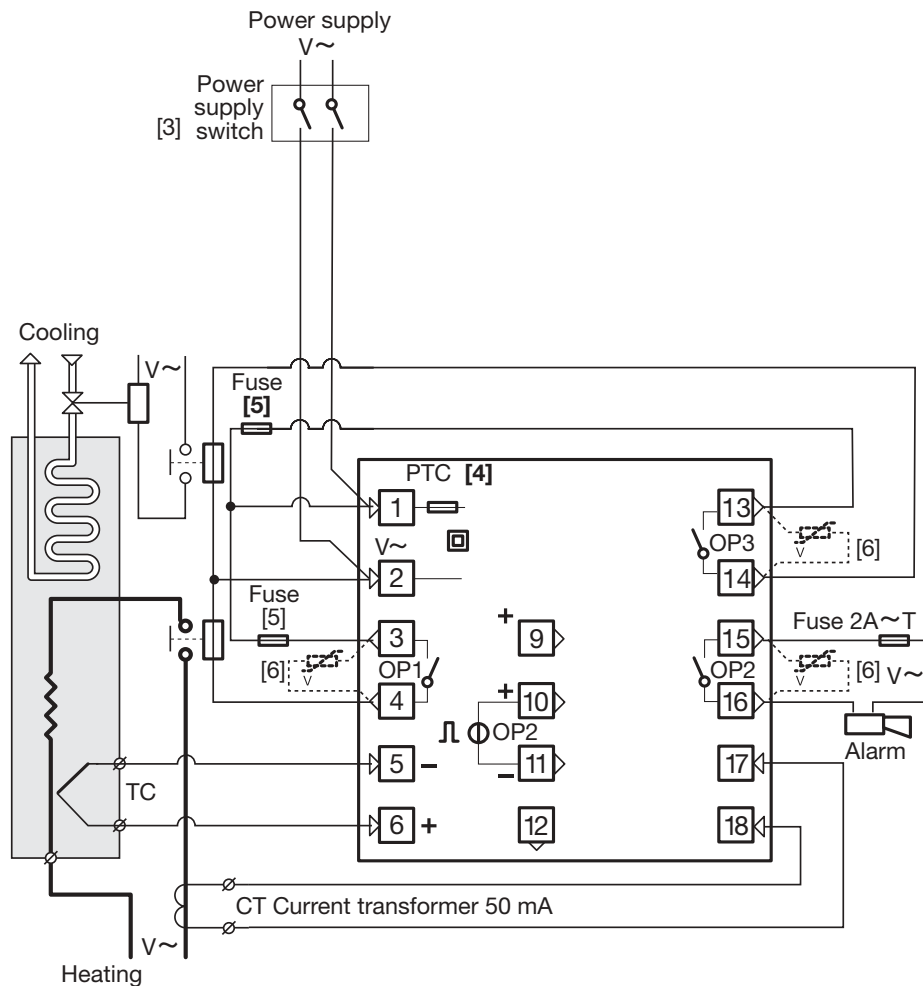 Power supply
V~
Power
supply
[3] switch
Cooling
V~
Fuse
[5]
PTC [4]
1
13
OP3
[6]
V~
2
14
Fuse
[5]
+
Fuse 2A~T
3
9
15
[6]
V
OP1
OP2
V
[6]
V~
4
+
10
16
OP2
Alarm
5 –
–
11
17
TC
6 +
12
18
CT Current transformer 50 mA
V~
Heating
V